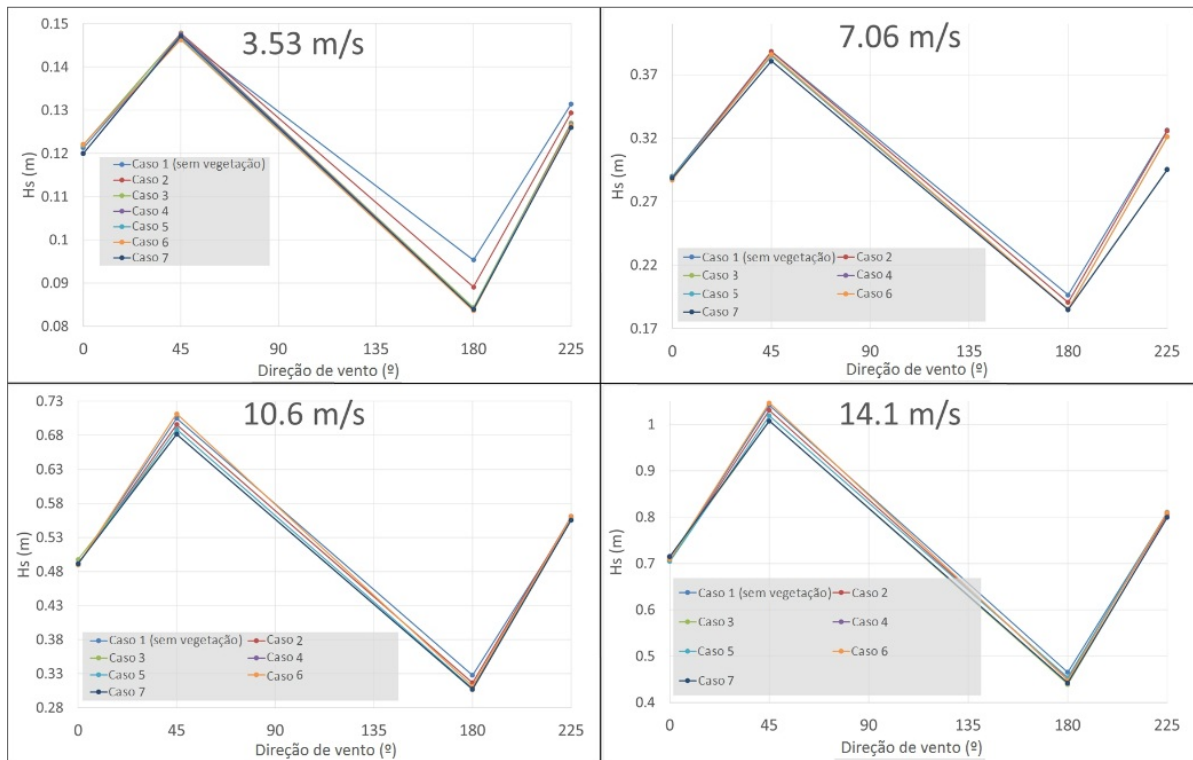 3.53 m/s
Hs (m)
0.15
0.14
0.13
0.12
0.11
0.1
0.09
0.08
Caso 1 (sem vegetação)
Caso 2
Caso 3
Caso 4
Caso 5
Caso 6
Caso 7
0 45 90 135 180 225
Direção de vento (º)
7.06 m/s
Hs (m)
0.37
0.32
0.27
0.22
0.17
Caso 1 (sem vegetação) Caso 2
Caso 3 Caso 4
Caso 5 Caso 6
Caso 7
0 45 90 135 180 225
Direção de vento (º)
10.6 m/s
Hs (m)
0.73
0.68
0.63
0.58
0.53
0.48
0.43
0.38
0.33
0.28
Caso 1 (sem vegetação) Caso 2
Caso 3 Caso 4
Caso 5 Caso 6
Caso 7
0 45 90 135 180 225
Direção de vento (º)
14.1 m/s
Hs (m)
1
0.9
0.8
0.7
0.6
0.5
0.4
Caso 1 (sem vegetação) Caso 2
Caso 3 Caso 4
Caso 5 Caso 6
Caso 7
0 45 90 135 180 225
Direção de vento (º)